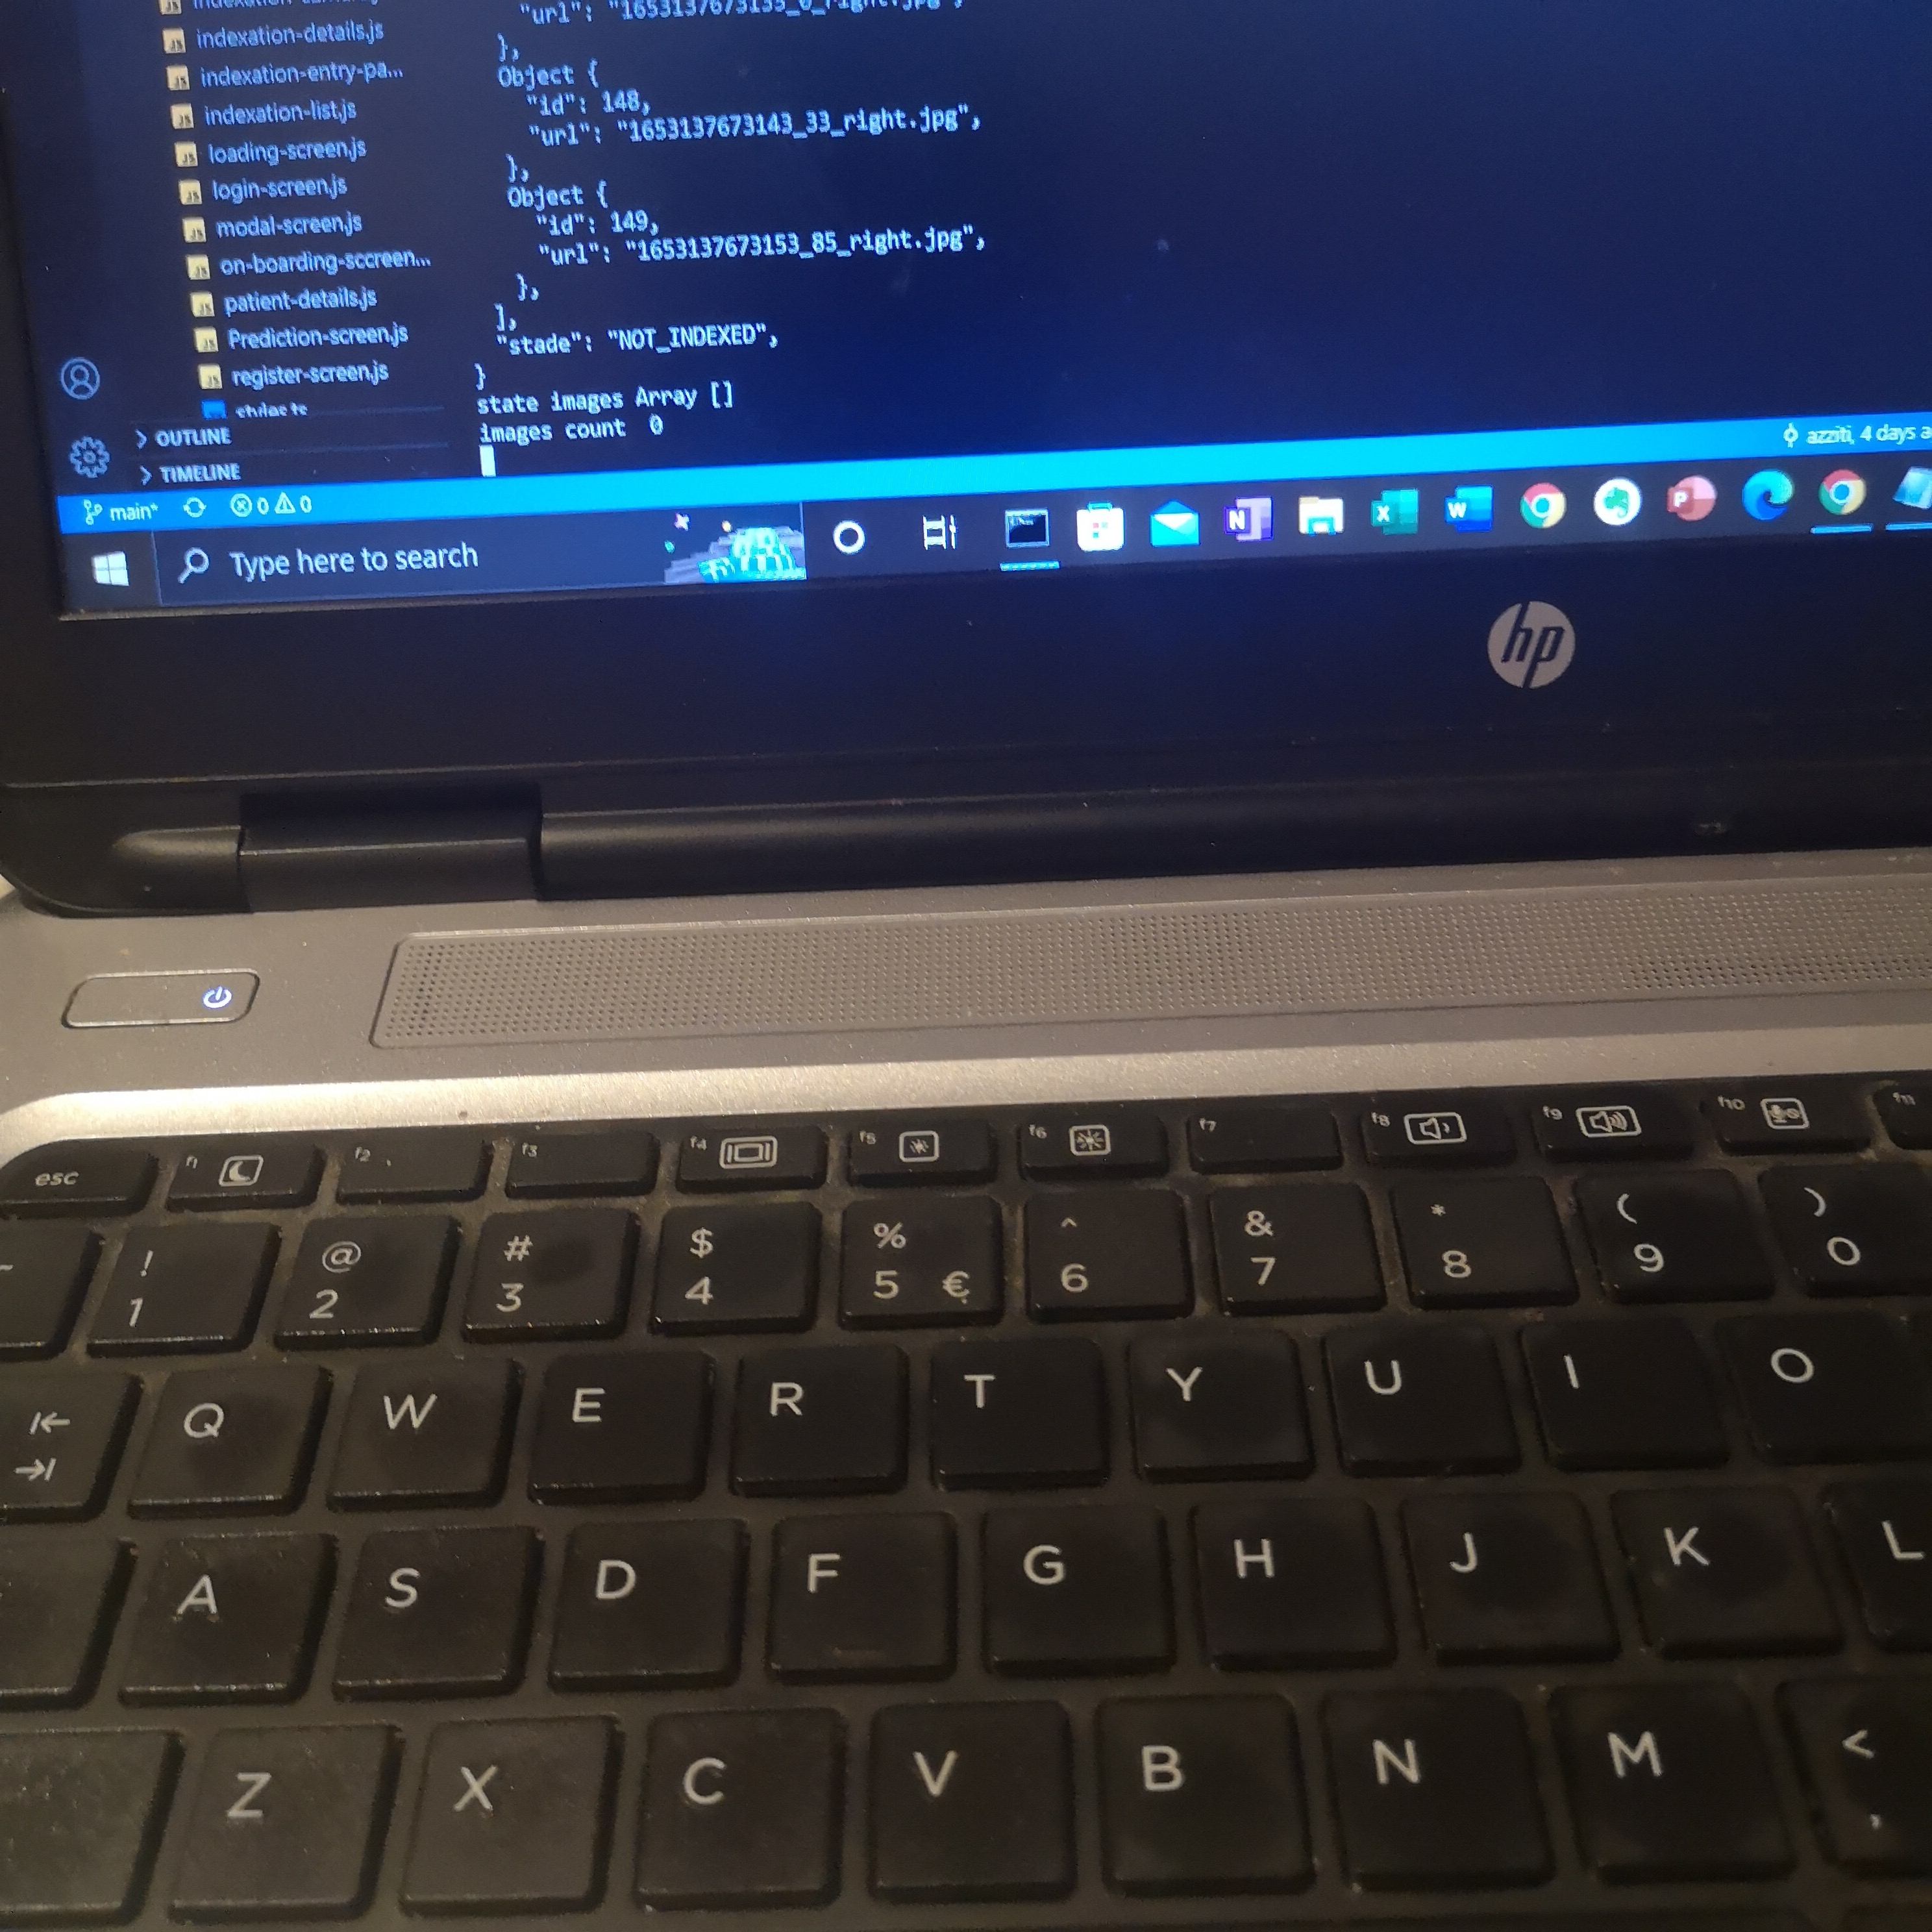 indexation-details.js
indexation-entry-pa...
indexation-list.js
loading-screen.js
login-screen.js
modal-screen.js
on-boarding-sccreen...
patient-details.js
Prediction-screen.js
register-screen.js
OUTLINE
TIMELINE
"url": "1653137673135_0_right.jpg",
},
Object {
"id": 148,
"url": "1653137673143_33_right.jpg",
},
Object {
"id": 149,
"url": "1653137673153_85_right.jpg",
},
],
"stade": "NOT_INDEXED",
}
state images Array []
images count 0
main* 0 0
azziti, 4 days a
Type here to search
N X W P
hp
esc f1 f2 f3 f4 f5 f6 f7 f8 f9 f10 f11
! @ # $ % ^ & * ( )
1 2 3 4 5 € 6 7 8 9 0
Q W E R T Y U I O
A S D F G H J K L
Z X C V B N M <
,